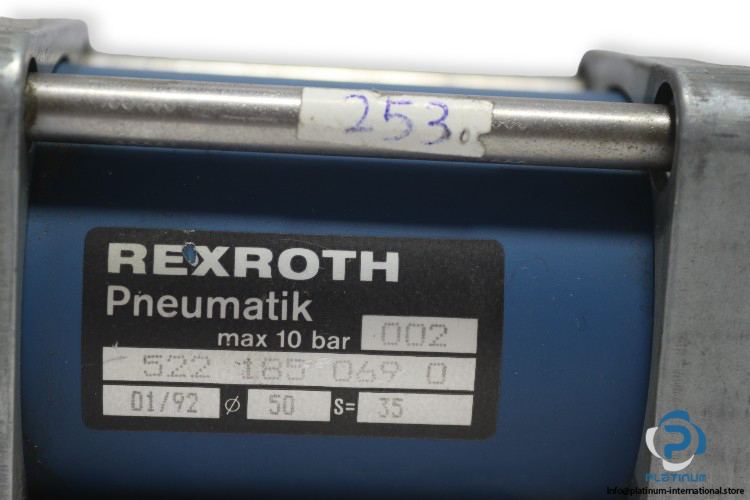 253.
REXROTH
Pneumatik
max 10 bar 002
522 185 069 0
01/92 ø 50 S= 35
PLATINUM
info@platinum-international.store